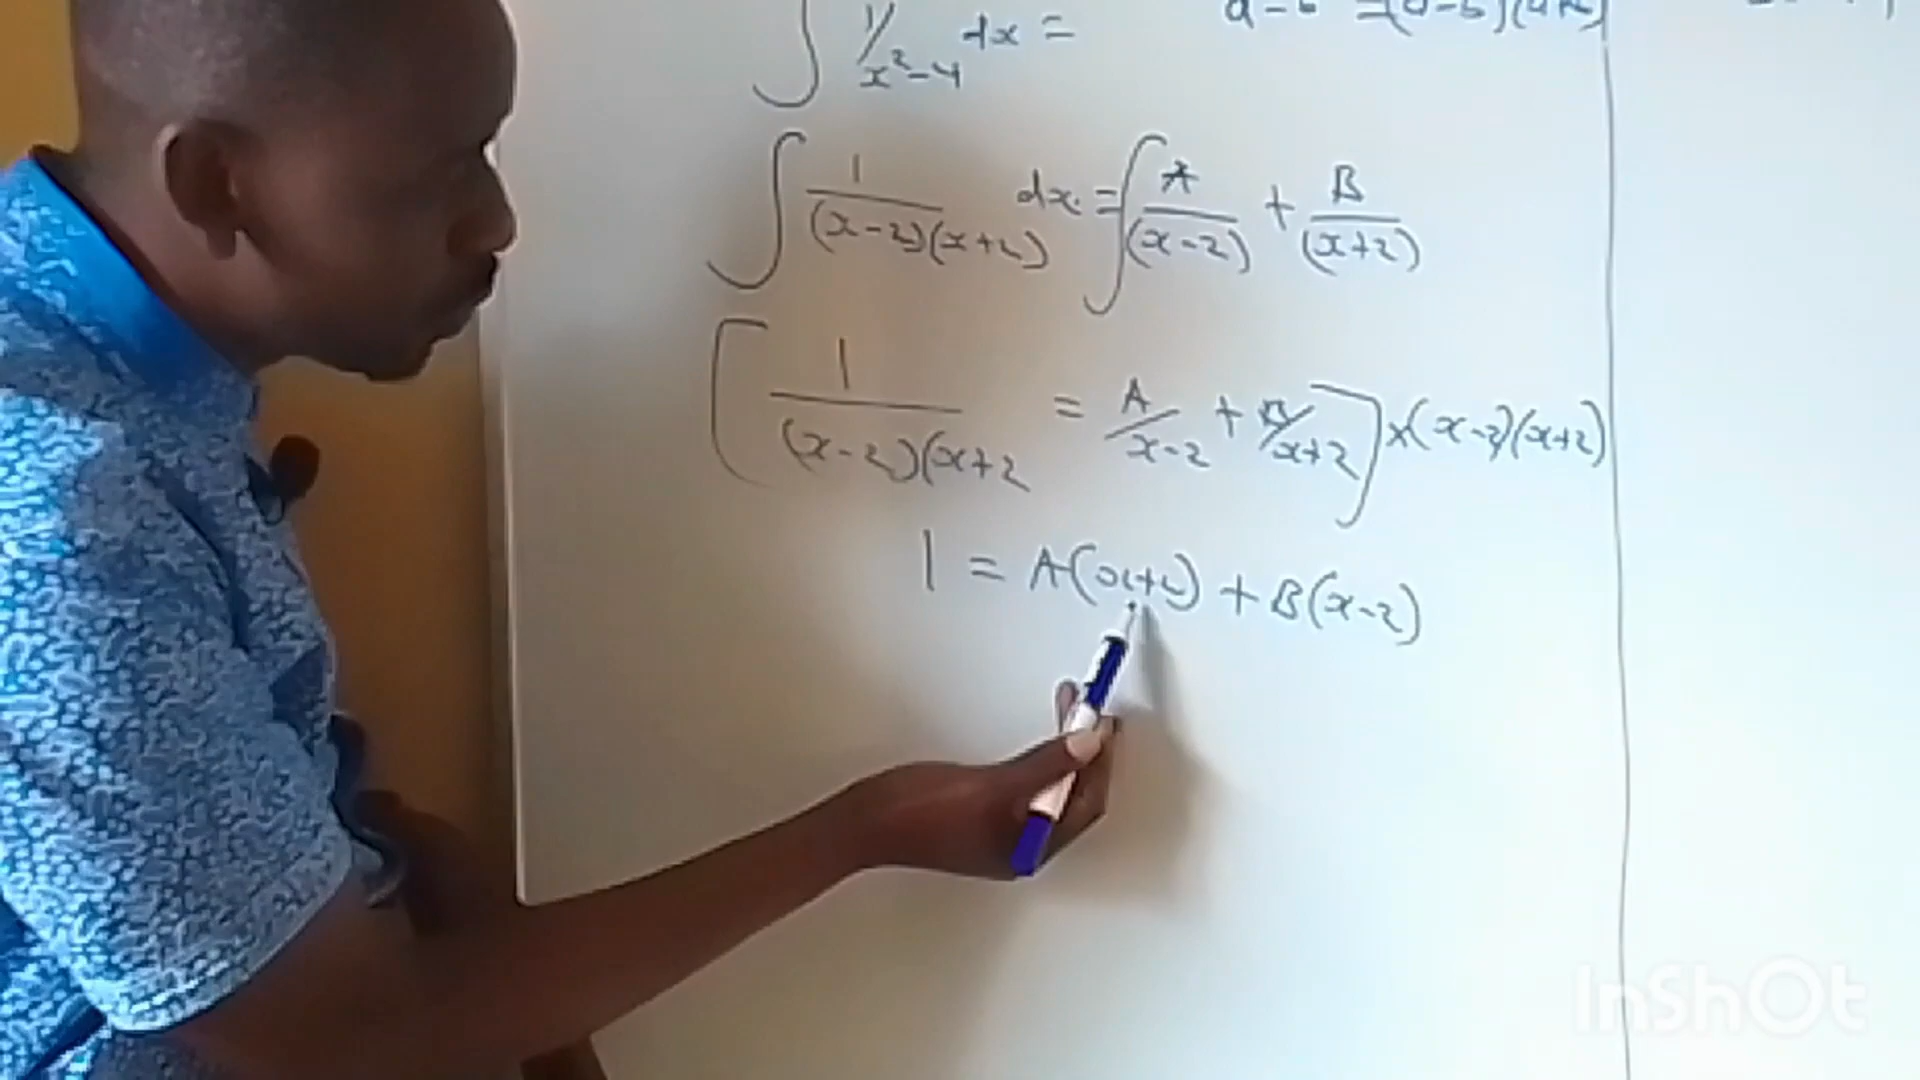 ∫ 1/x²-4 dx =
∫ 1/(x-2)(x+2) dx = ∫ A/(x-2) + B/(x+2)
[ 1/(x-2)(x+2 = A/x-2 + B/x+2 ] x(x-2)(x+2)
1 = A(x+2) + B(x-2)
InShOt